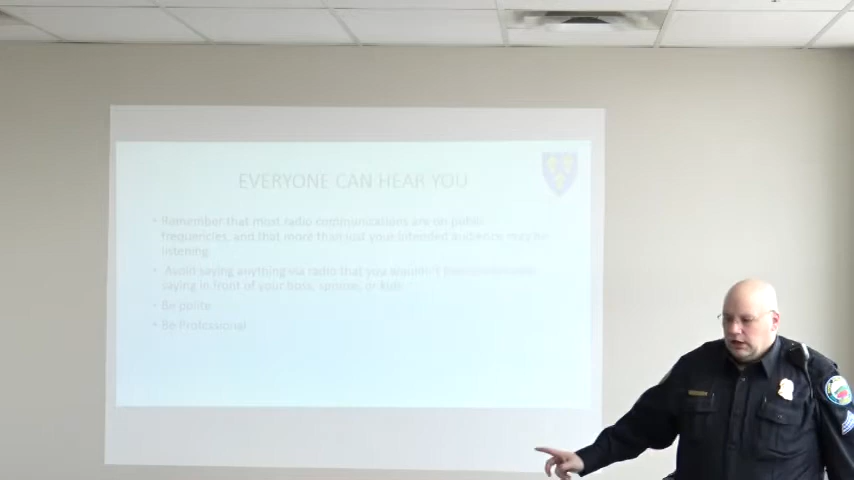 EVERYONE CAN HEAR YOU
• Remember that most radio communications are on public
frequencies, and that more than just your intended audience may be
listening
• Avoid saying anything via radio that you wouldn't
saying in front of your boss, spouse, or kids
• Be polite
• Be Professional